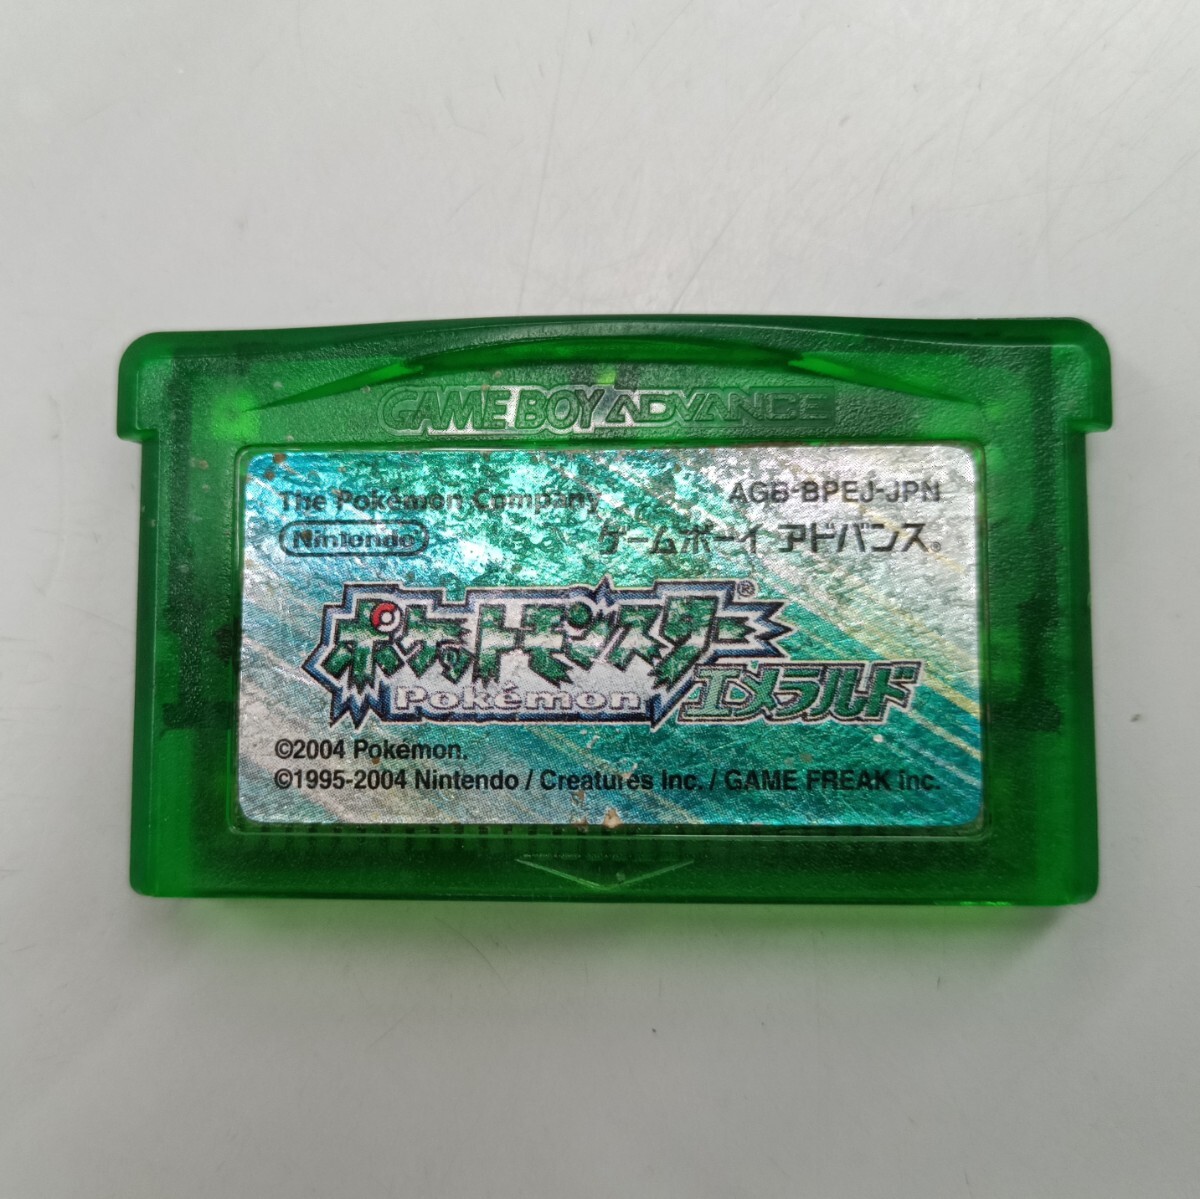 GAME BOY ADVANCE
The Pokémon Company
AGB-BPEJ-JPN
Nintendo
ゲームボーイ アドバンス®
ポケットモンスター®
Pokémon
エメラルド
©2004 Pokémon.
©1995-2004 Nintendo / Creatures Inc. / GAME FREAK inc.